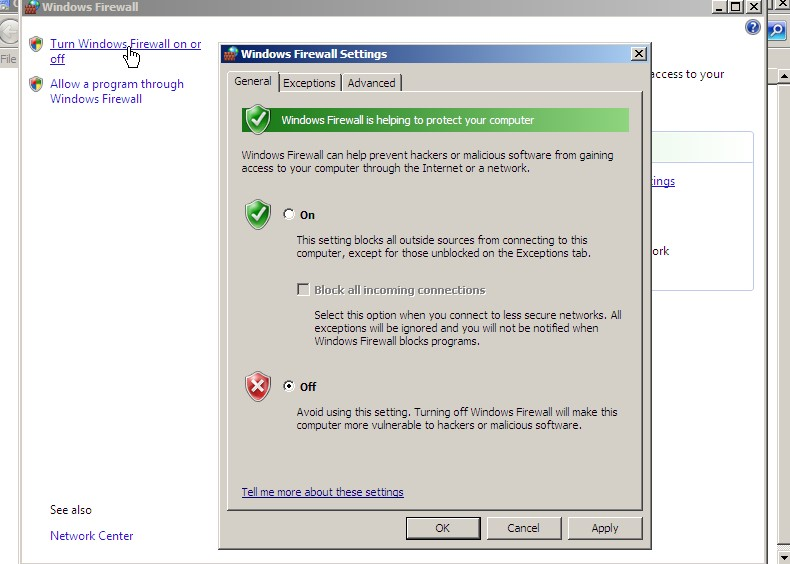 Windows Firewall
Turn Windows Firewall on or
off
Allow a program through
Windows Firewall
File
access to your
ings
ork
Windows Firewall Settings
General
Exceptions
Advanced
Windows Firewall is helping to protect your computer
Windows Firewall can help prevent hackers or malicious software from gaining
access to your computer through the Internet or a network.
On
This setting blocks all outside sources from connecting to this
computer, except for those unblocked on the Exceptions tab.
Block all incoming connections
Select this option when you connect to less secure networks. All
exceptions will be ignored and you will not be notified when
Windows Firewall blocks programs.
Off
Avoid using this setting. Turning off Windows Firewall will make this
computer more vulnerable to hackers or malicious software.
Tell me more about these settings
OK
Cancel
Apply
See also
Network Center